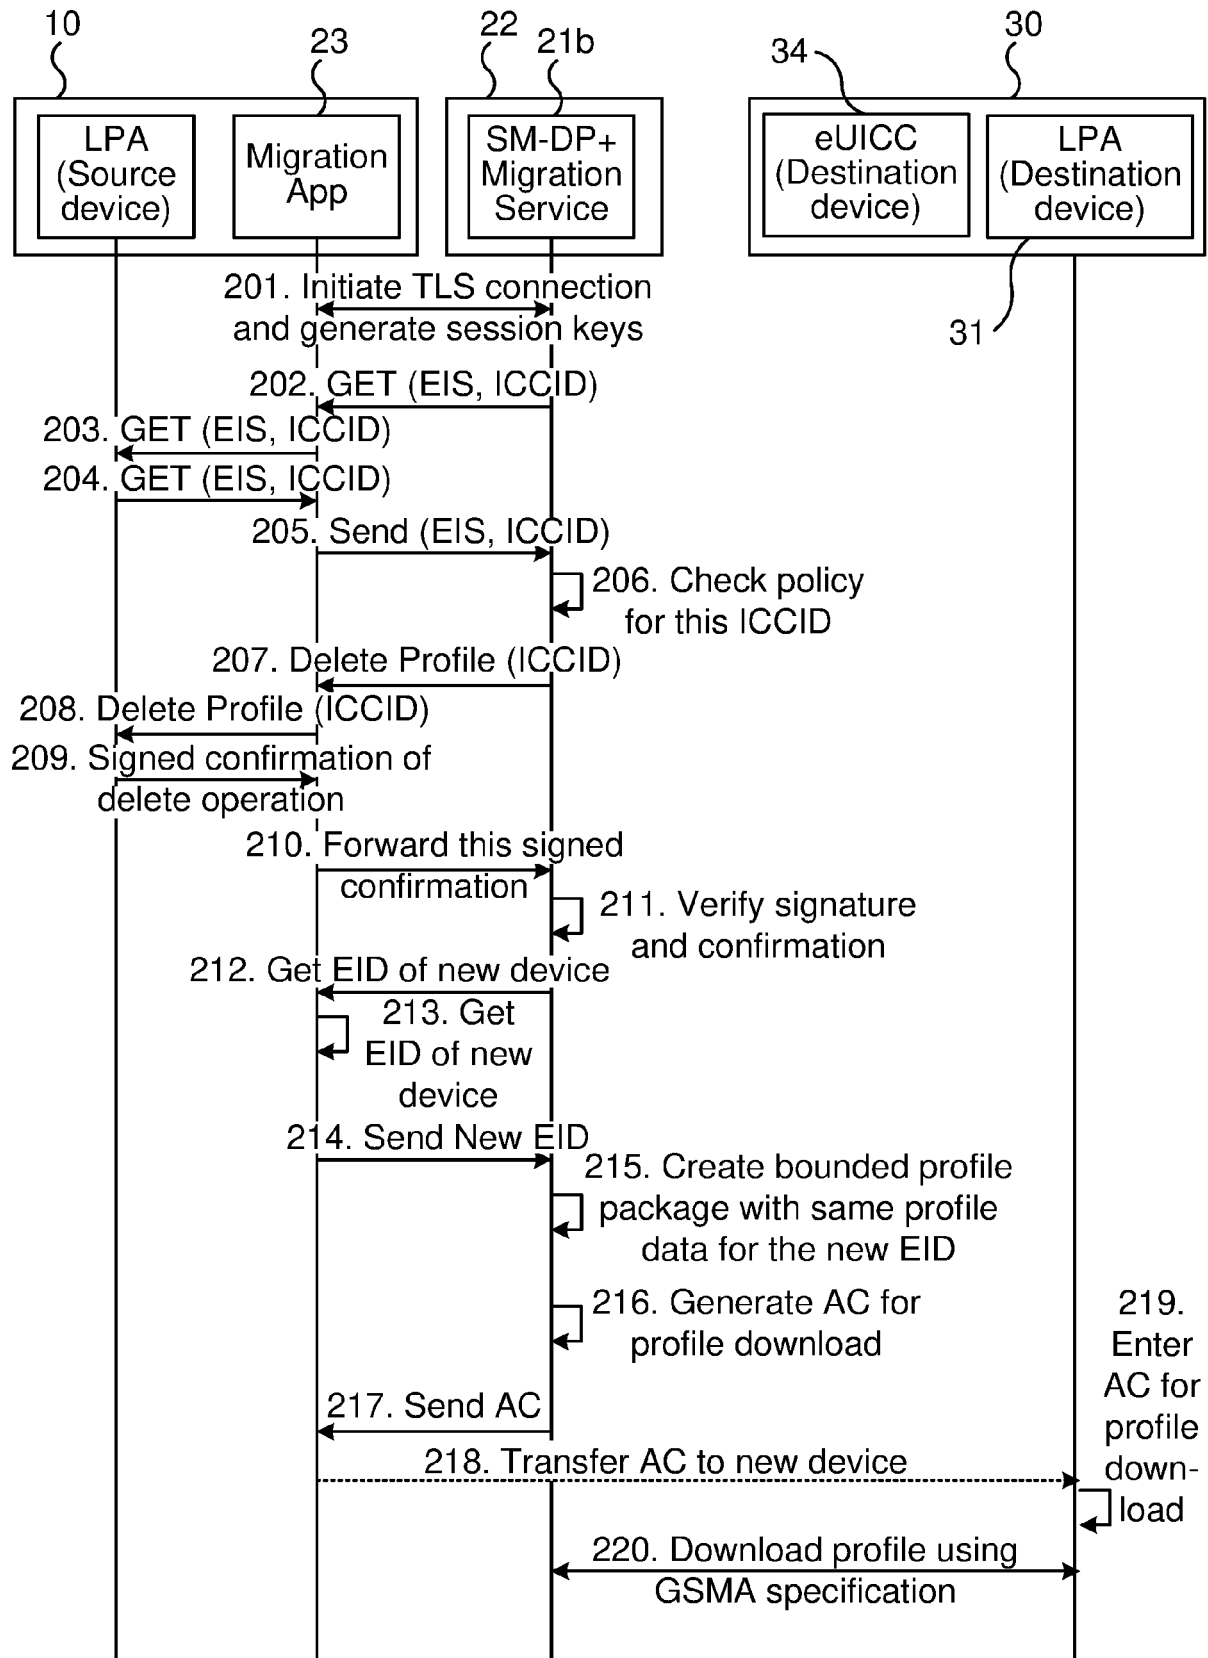 10
23
22
21b
34
30
LPA
(Source
device)
Migration
App
SM-DP+
Migration
Service
eUICC
(Destination
device)
LPA
(Destination
device)
31
201. Initiate TLS connection
and generate session keys
202. GET (EIS, ICCID)
203. GET (EIS, ICCID)
204. GET (EIS, ICCID)
205. Send (EIS, ICCID)
206. Check policy
for this ICCID
207. Delete Profile (ICCID)
208. Delete Profile (ICCID)
209. Signed confirmation of
delete operation
210. Forward this signed
confirmation
211. Verify signature
and confirmation
212. Get EID of new device
213. Get
EID of new
device
214. Send New EID
215. Create bounded profile
package with same profile
data for the new EID
216. Generate AC for
profile download
217. Send AC
218. Transfer AC to new device
219.
Enter
AC for
profile
down-
load
220. Download profile using
GSMA specification